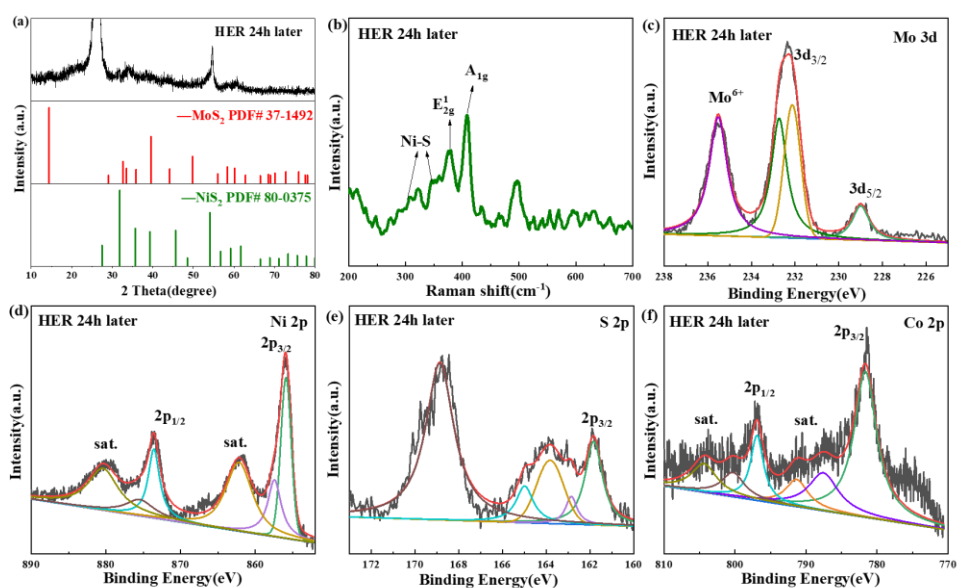 (a)
HER 24h later
—MoS₂ PDF# 37-1492
—NiS₂ PDF# 80-0375
Intensity(a.u.)
10 20 30 40 50 60 70 80
2 Theta(degree)
(b)
HER 24h later
A₁g
E¹₂g
Ni-S
Intensity(a.u.)
200 300 400 500 600 700
Raman shift(cm⁻¹)
(c)
HER 24h later
Mo 3d
3d₃/₂
Mo⁶⁺
3d₅/₂
Intensity(a.u.)
238 236 234 232 230 228 226
Binding Energy(eV)
(d)
HER 24h later
Ni 2p
2p₃/₂
2p₁/₂
sat.
sat.
Intensity(a.u.)
890 880 870 860
Binding Energy(eV)
(e)
HER 24h later
S 2p
2p₃/₂
Intensity(a.u.)
172 170 168 166 164 162 160
Binding Energy(eV)
(f)
HER 24h later
Co 2p
2p₃/₂
2p₁/₂
sat.
sat.
Intensity(a.u.)
810 800 790 780 770
Binding Energy(eV)